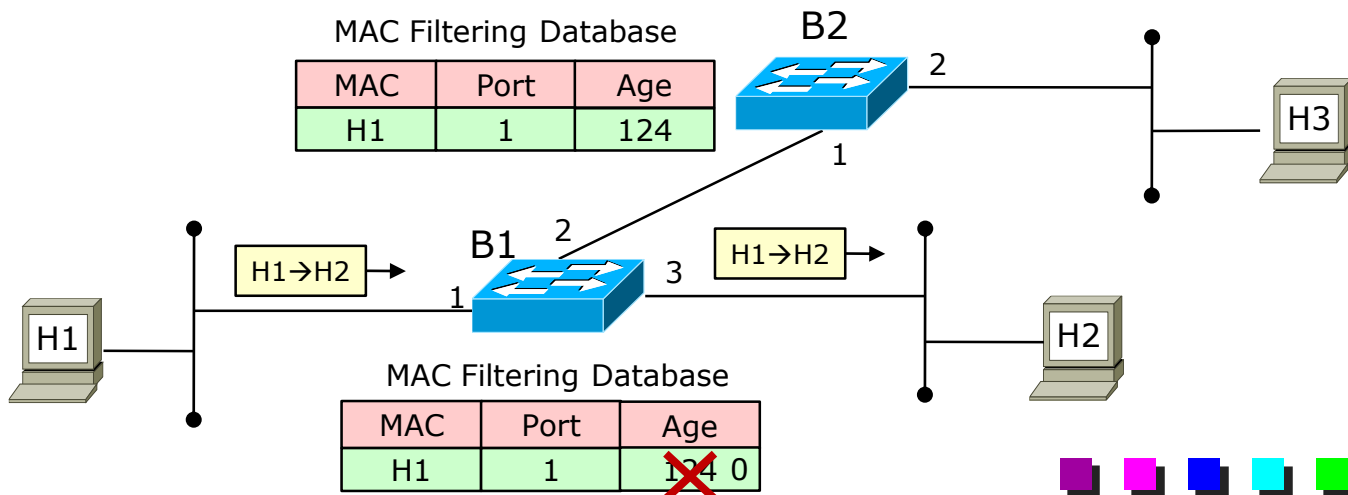 MAC Filtering Database
B2
MAC Port Age
H1 1 124
2
1
H3
H1→H2
B1
2
H1→H2
1
3
H1
H2
MAC Filtering Database
MAC Port Age
H1 1 124 0